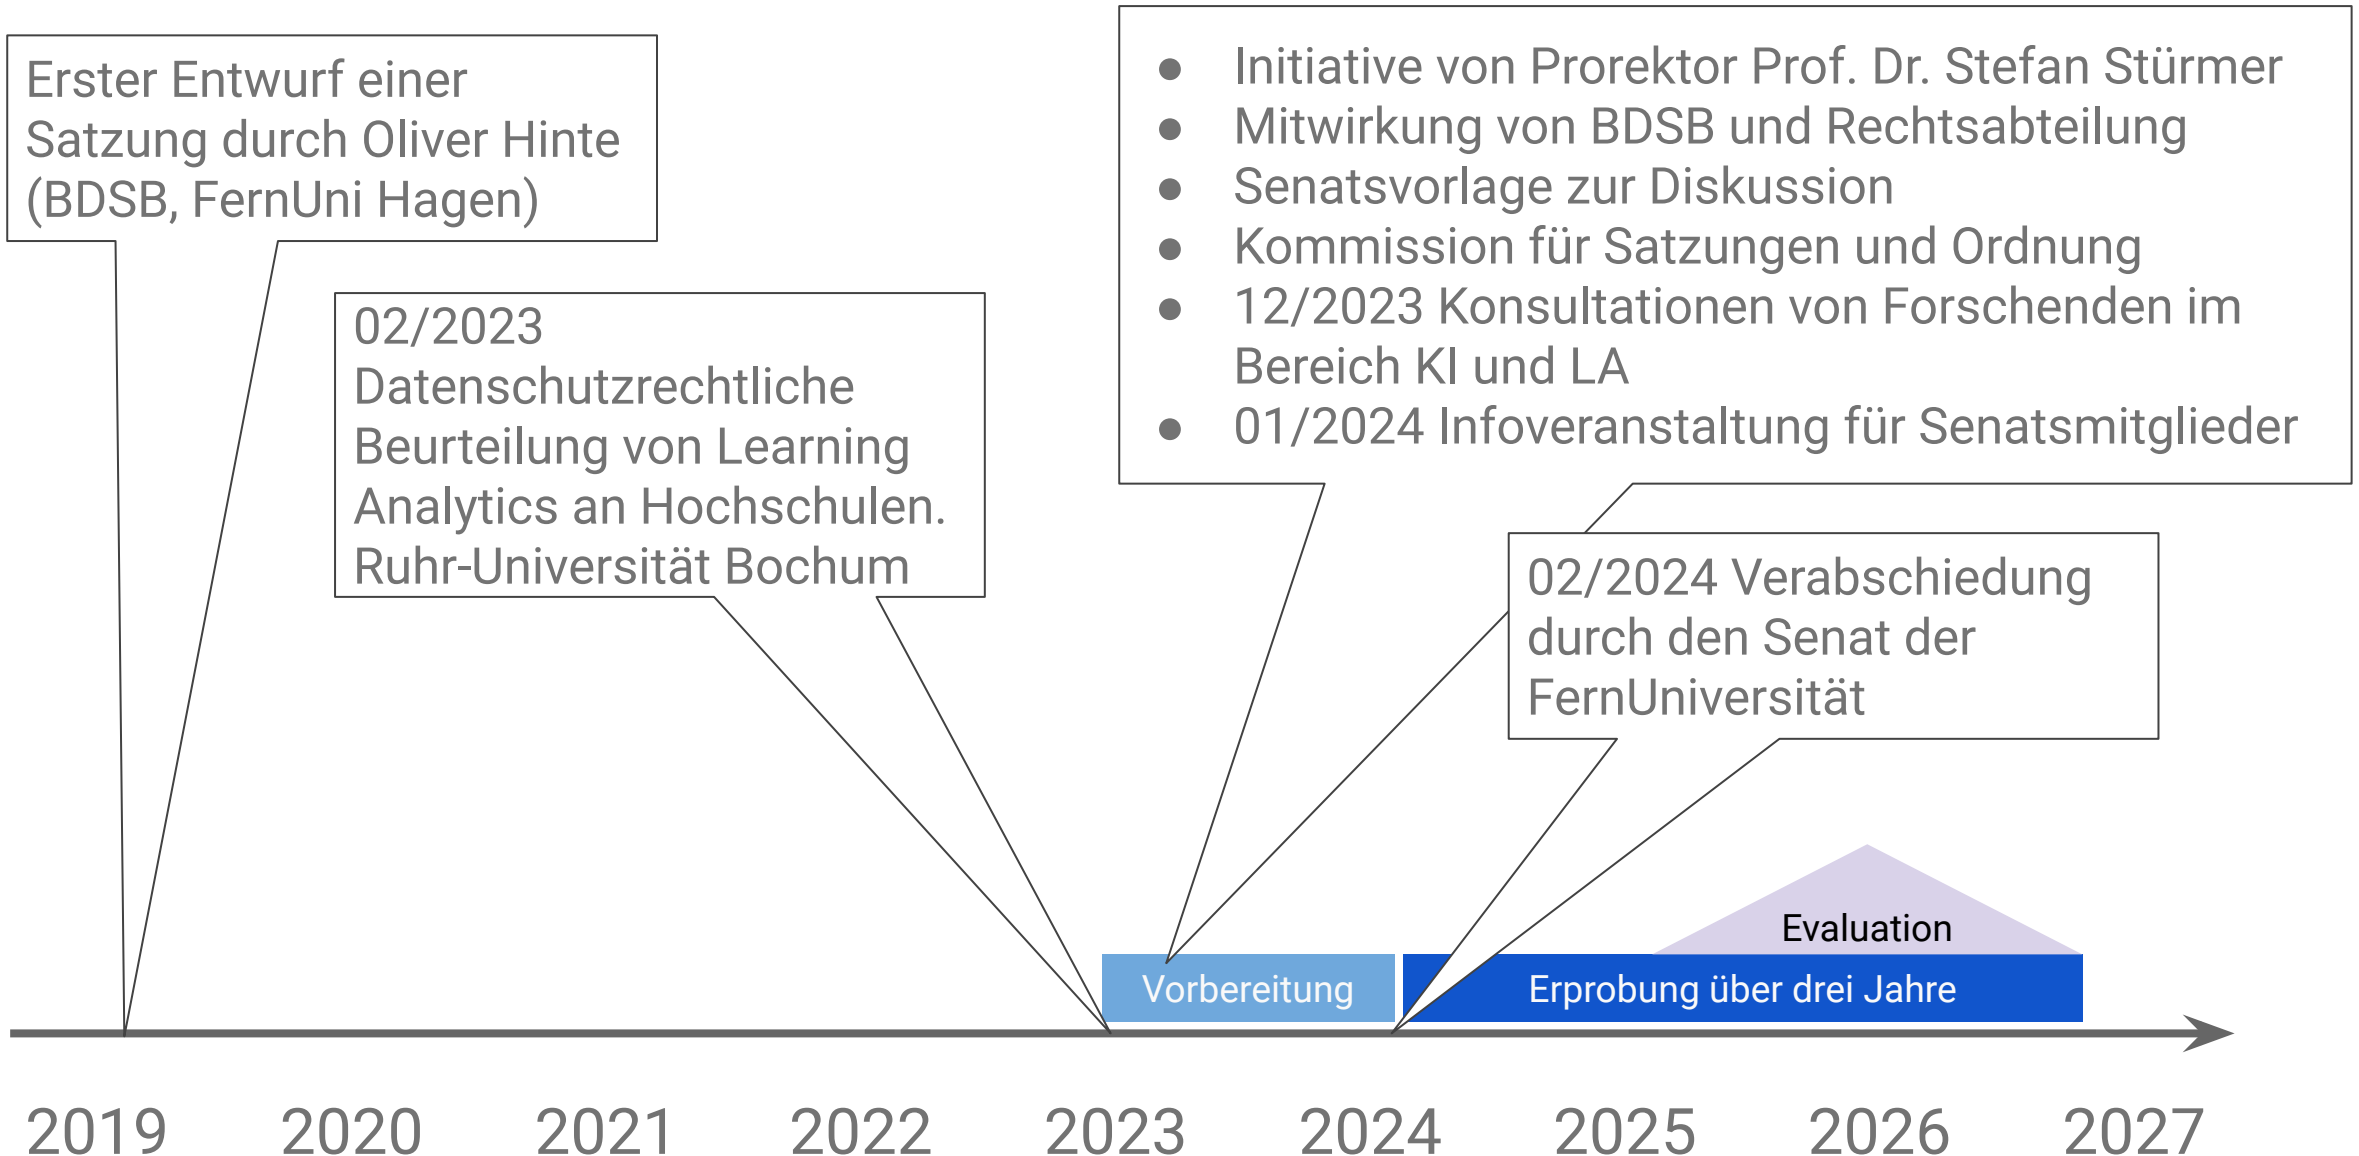 Erster Entwurf einer
Satzung durch Oliver Hinte
(BDSB, FernUni Hagen)
02/2023
Datenschutzrechtliche
Beurteilung von Learning
Analytics an Hochschulen.
Ruhr-Universität Bochum
● Initiative von Prorektor Prof. Dr. Stefan Stürmer
● Mitwirkung von BDSB und Rechtsabteilung
● Senatsvorlage zur Diskussion
● Kommission für Satzungen und Ordnung
● 12/2023 Konsultationen von Forschenden im
Bereich KI und LA
● 01/2024 Infoveranstaltung für Senatsmitglieder
02/2024 Verabschiedung
durch den Senat der
FernUniversität
Evaluation
Vorbereitung
Erprobung über drei Jahre
2019 2020 2021 2022 2023 2024 2025 2026 2027